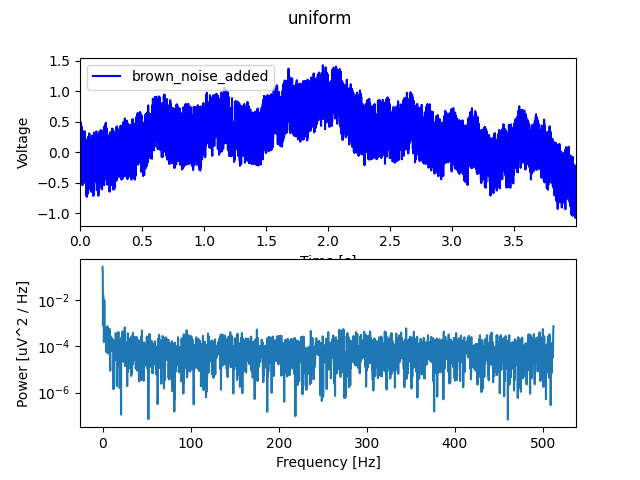 uniform
brown_noise_added
Voltage
1.5
1.0
0.5
0.0
−0.5
−1.0
0.0 0.5 1.0 1.5 2.0 2.5 3.0 3.5
Power [uV^2 / Hz]
10⁻²
10⁻⁴
10⁻⁶
0 100 200 300 400 500
Frequency [Hz]